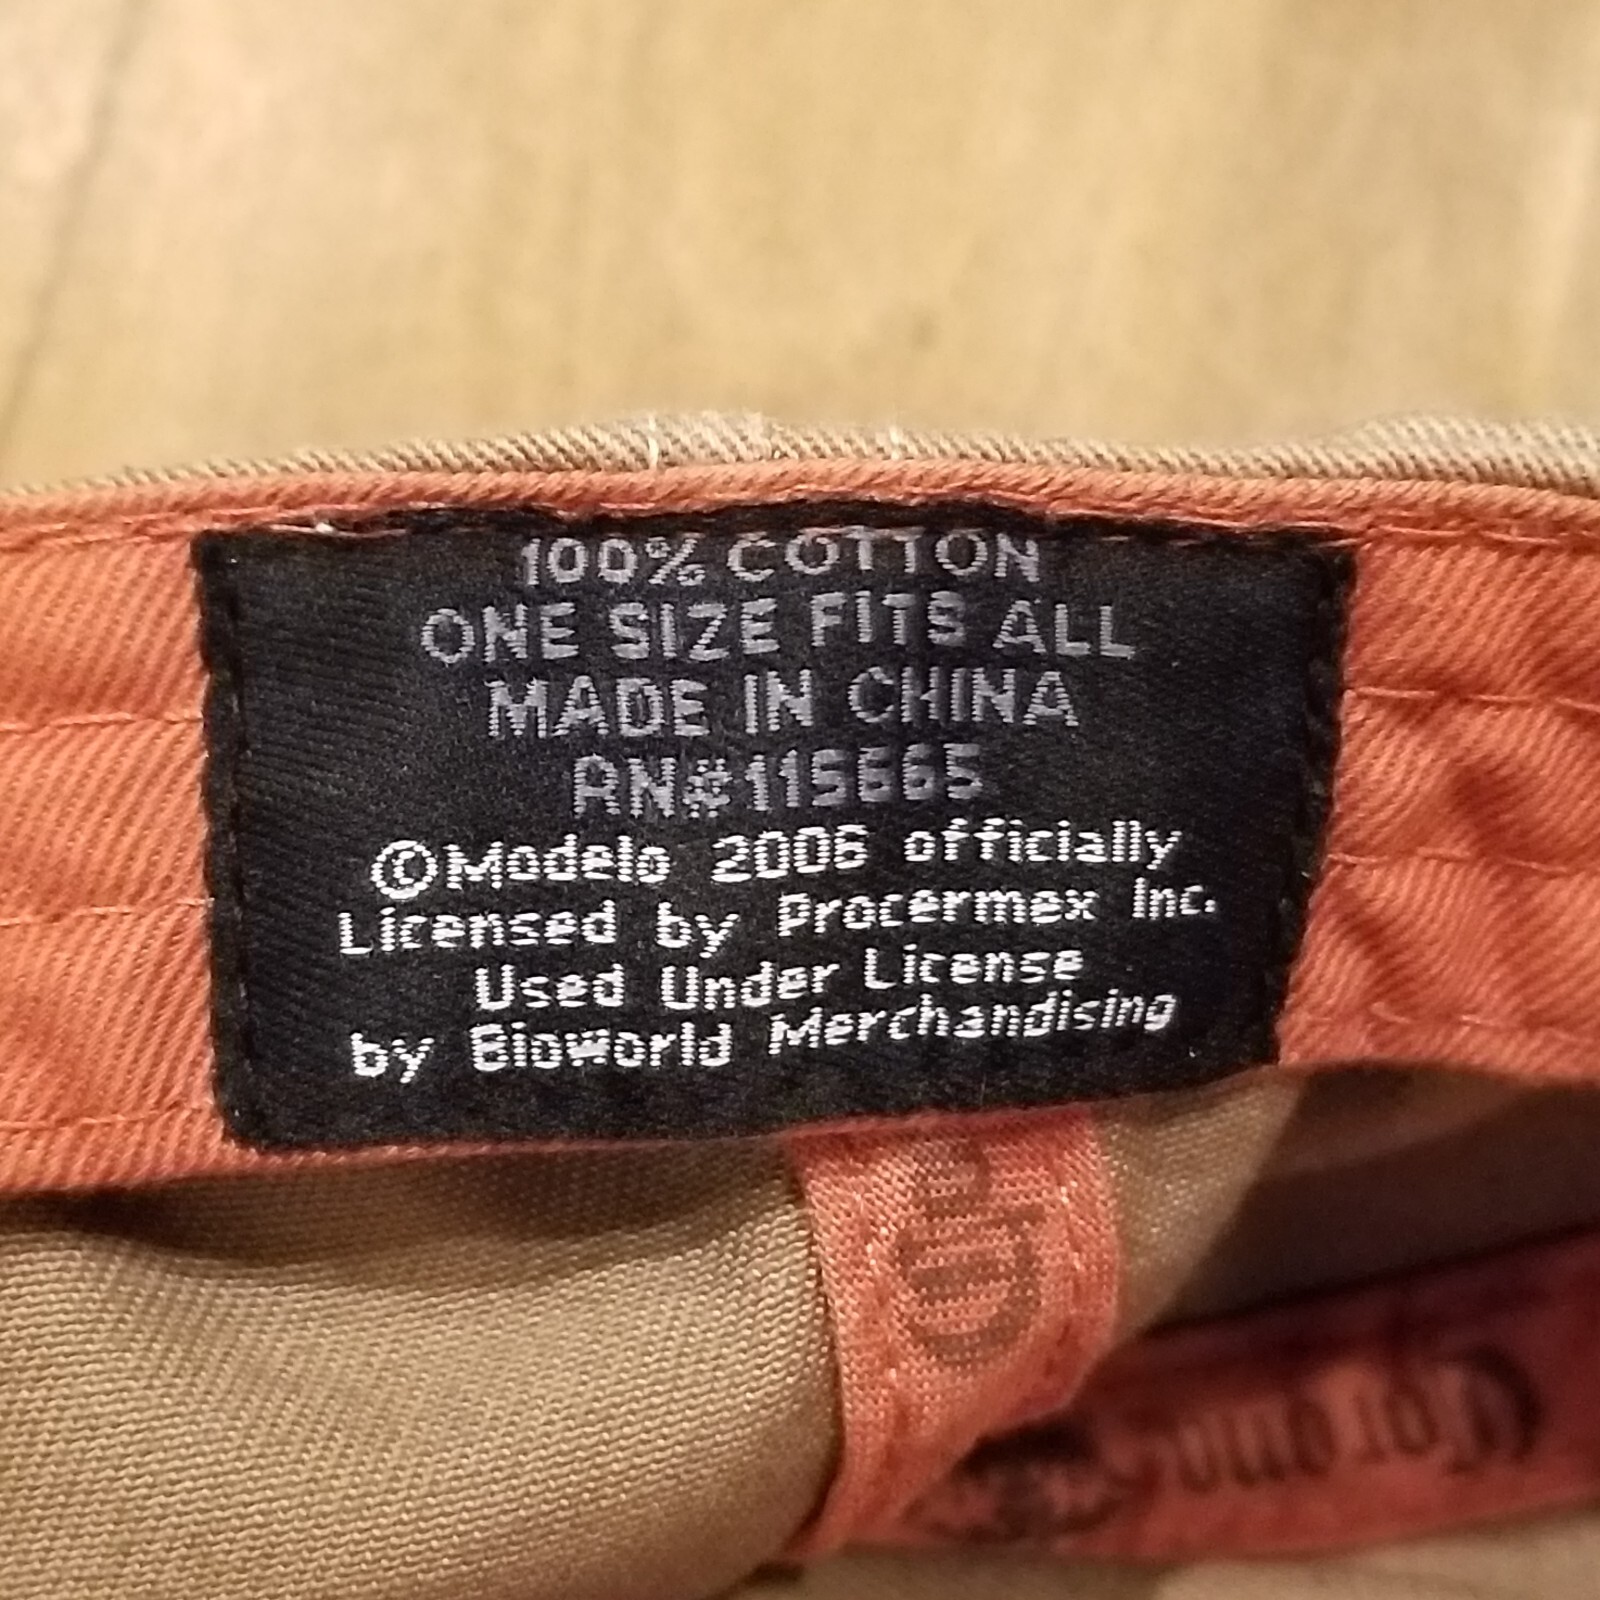 100% COTTON
ONE SIZE FITS ALL
MADE IN CHINA
RN#115665
©Modelo 2006 officially
Licensed by Procermex Inc.
Used Under License
by Bioworld Merchandising
Corona